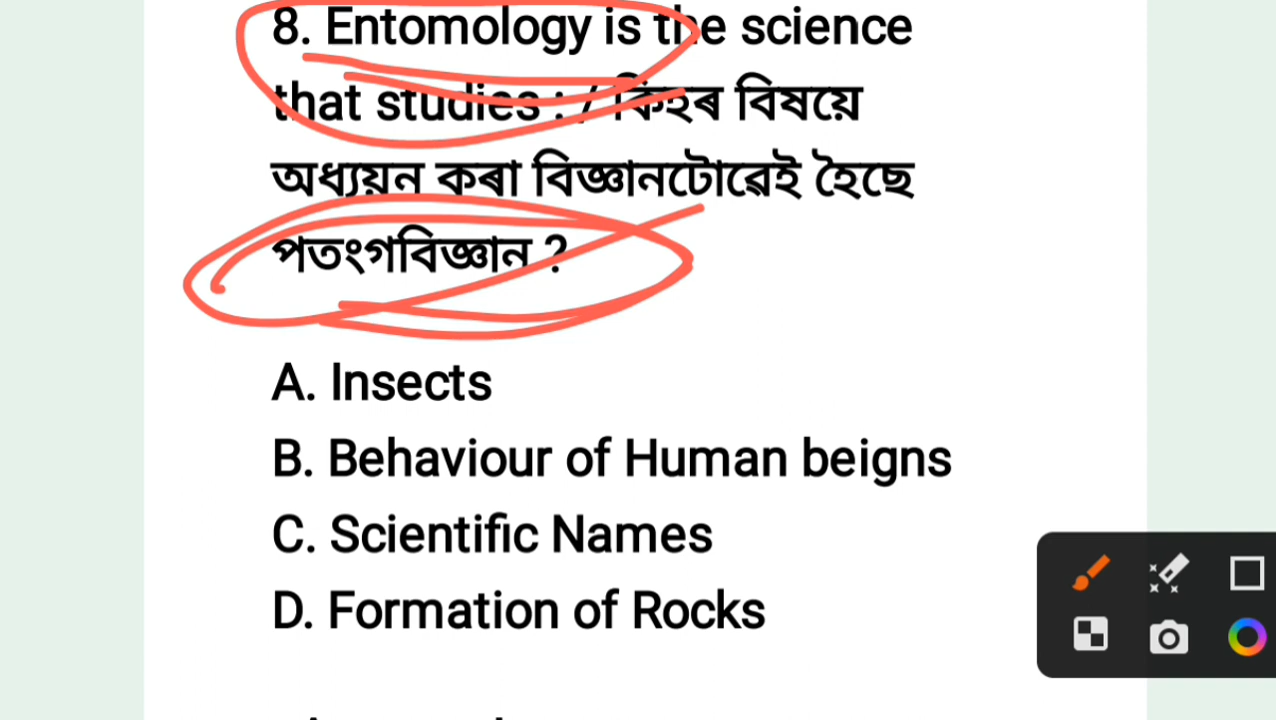 8. Entomology is the science
that studies : / কিহৰ বিষয়ে
অধ্যয়ন কৰা বিজ্ঞানটোৱেই হৈছে
পতংগবিজ্ঞান ?
A. Insects
B. Behaviour of Human beigns
C. Scientific Names
D. Formation of Rocks